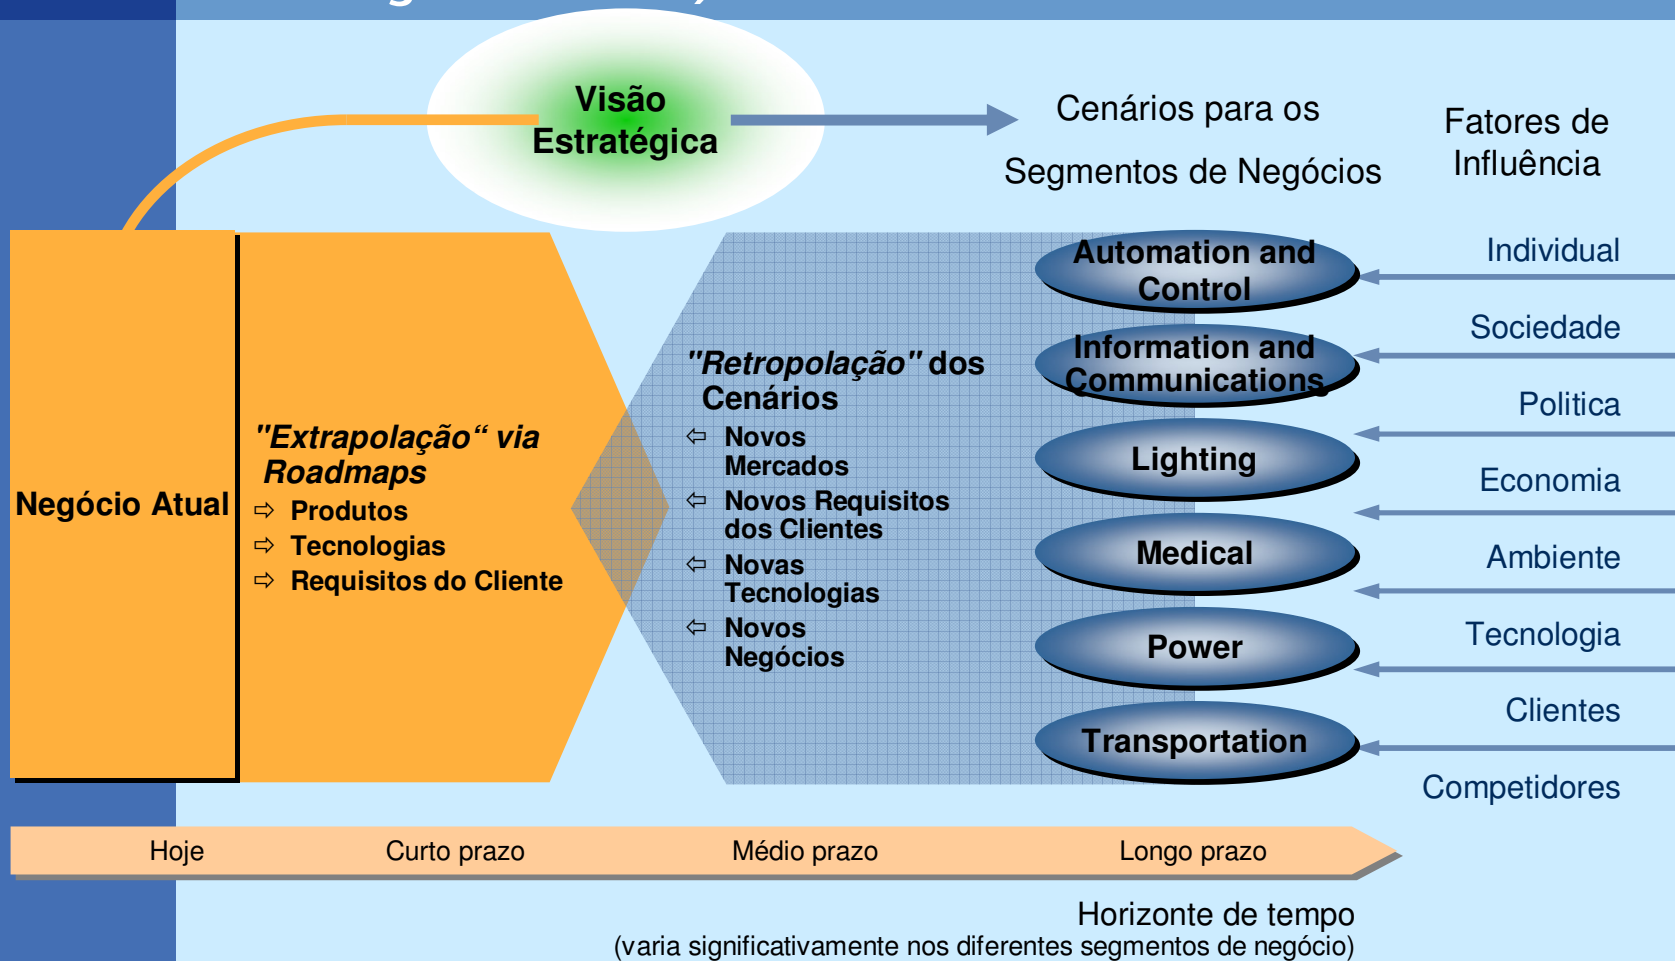 Visão
Estratégica
Cenários para os
Segmentos de Negócios
Fatores de
Influência
Negócio Atual
"Extrapolação“ via
Roadmaps
⇨ Produtos
⇨ Tecnologias
⇨ Requisitos do Cliente
"Retropolação" dos
Cenários
⇦ Novos
Mercados
⇦ Novos Requisitos
dos Clientes
⇦ Novas
Tecnologias
⇦ Novos
Negócios
Automation and
Control
Information and
Communications
Lighting
Medical
Power
Transportation
Individual
Sociedade
Politica
Economia
Ambiente
Tecnologia
Clientes
Competidores
Hoje
Curto prazo
Médio prazo
Longo prazo
Horizonte de tempo
(varia significativamente nos diferentes segmentos de negócio)